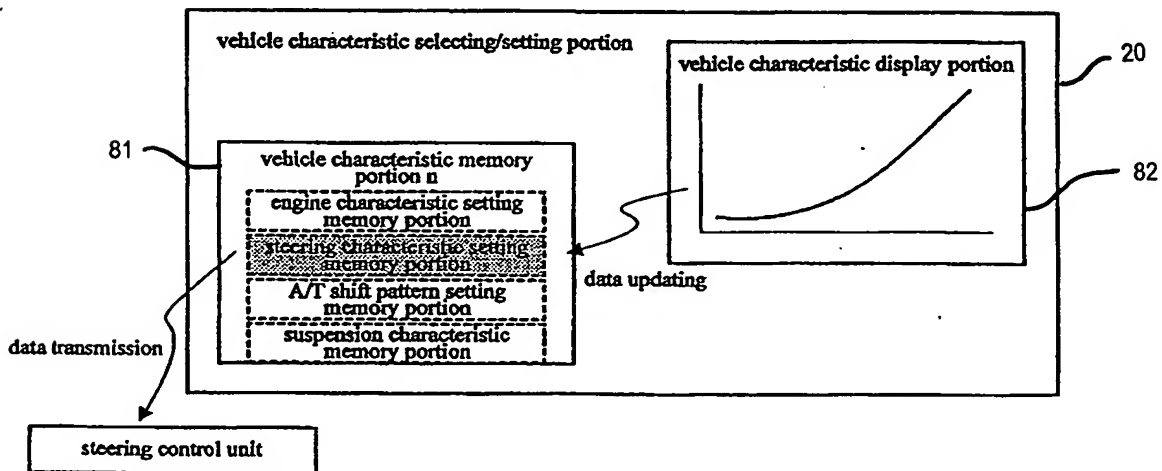 vehicle characteristic selecting/setting portion
vehicle characteristic display portion
20
81
vehicle characteristic memory
portion n
82
engine characteristic setting
memory portion
steering characteristic setting
memory portion
data updating
A/T shift pattern setting
memory portion
suspension characteristic
memory portion
data transmission
steering control unit